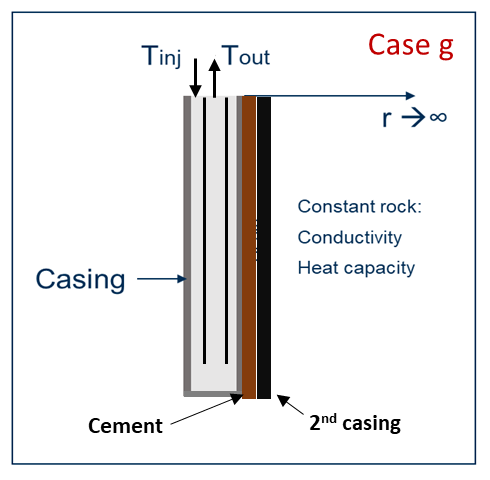 Case g
Tinj Tout
r → ∞
Constant rock:
Conductivity
Heat capacity
Casing
Cement
2nd casing